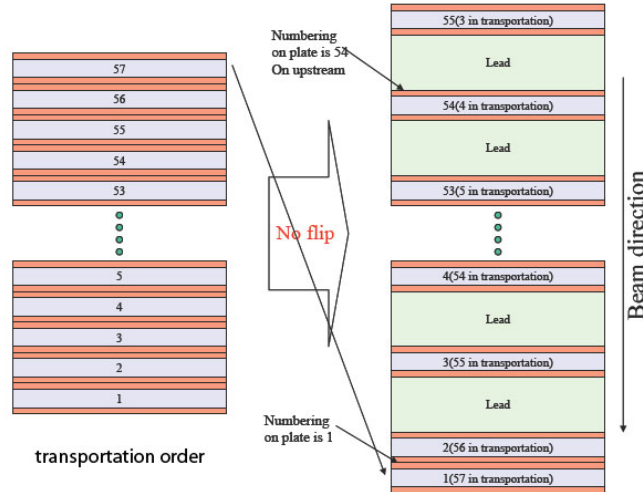 57
56
55
54
53
5
4
3
2
1
transportation order
No flip
Numbering
on plate is 54
On upstream
55(3 in transportation)
Lead
54(4 in transportation)
Lead
53(5 in transportation)
4(54 in transportation)
Lead
3(55 in transportation)
Lead
Numbering
on plate is 1
2(56 in transportation)
1(57 in transportation)
Beam direction